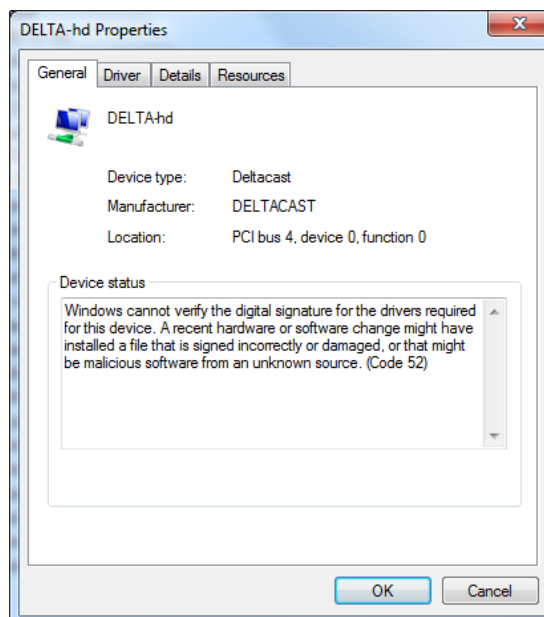 DELTA-hd Properties
General Driver Details Resources
DELTA-hd
Device type: Deltacast
Manufacturer: DELTACAST
Location: PCI bus 4, device 0, function 0
Device status
Windows cannot verify the digital signature for the drivers required
for this device. A recent hardware or software change might have
installed a file that is signed incorrectly or damaged, or that might
be malicious software from an unknown source. (Code 52)
OK Cancel